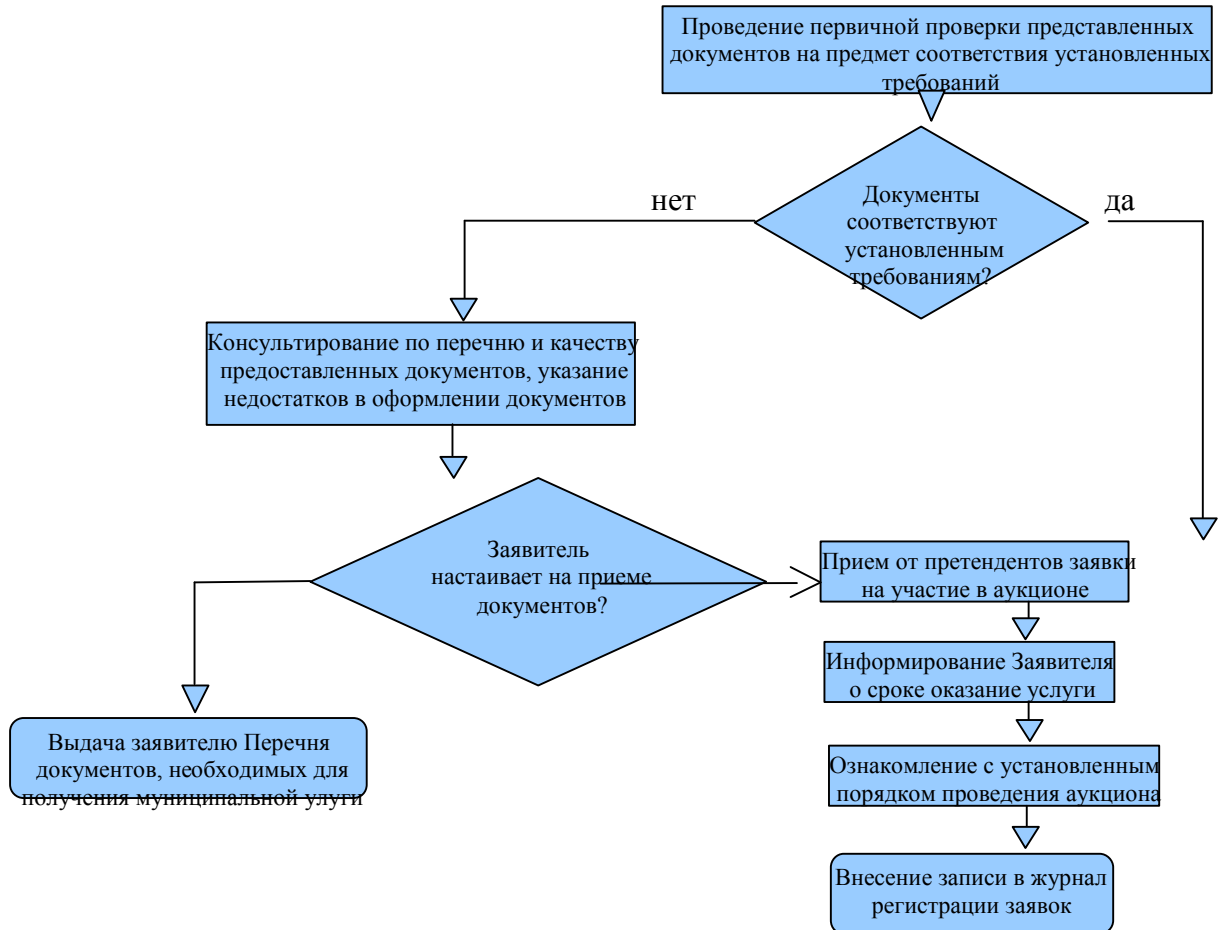 Проведение первичной проверки представленных
документов на предмет соответствия установленных
требований
нет
Документы
соответствуют
установленным
требованиям?
да
Консультирование по перечню и качеству
предоставленных документов, указание
недостатков в оформлении документов
Заявитель
настаивает на приеме
документов?
Прием от претендентов заявки
на участие в аукционе
Информирование Заявителя
о сроке оказание услуги
Выдача заявителю Перечня
документов, необходимых для
получения муниципальной улуги
Ознакомление с установленным
порядком проведения аукциона
Внесение записи в журнал
регистрации заявок